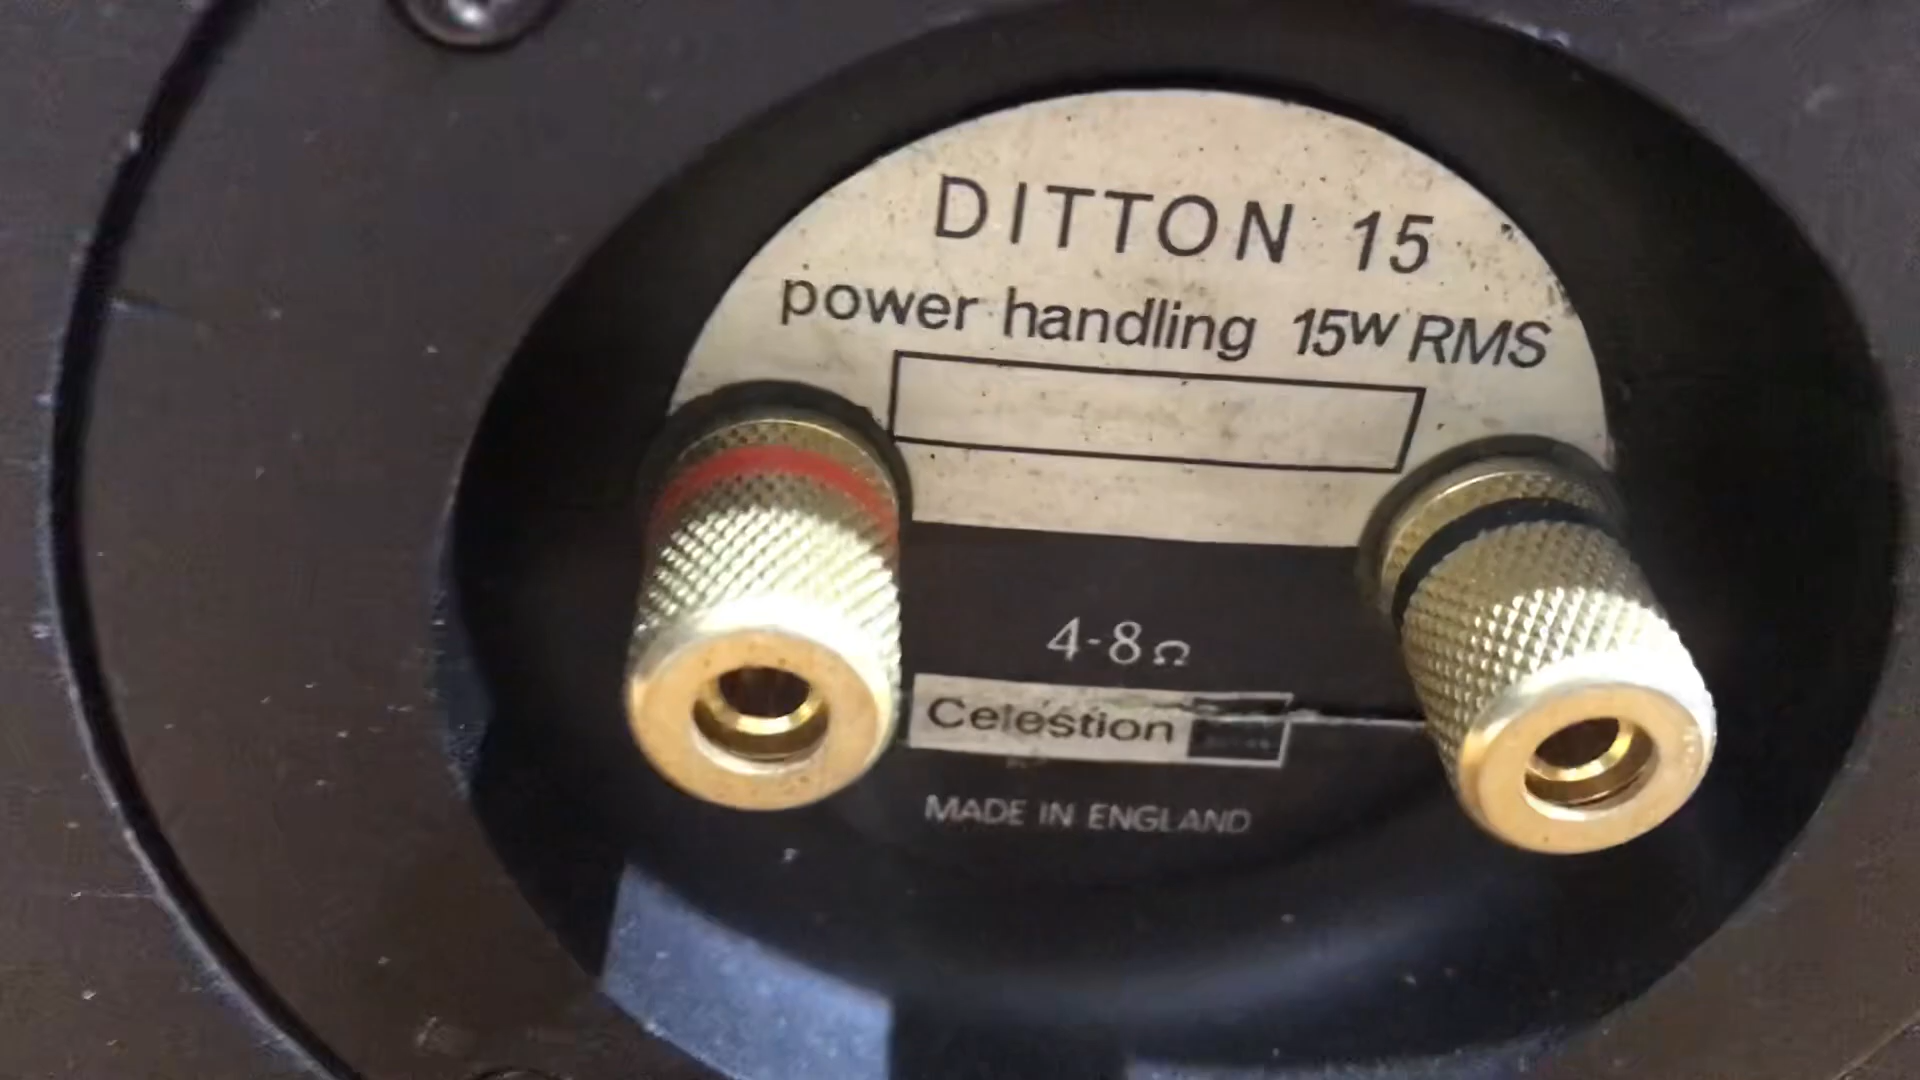 DITTON 15
power handling 15W RMS
4-8Ω
Celestion
MADE IN ENGLAND